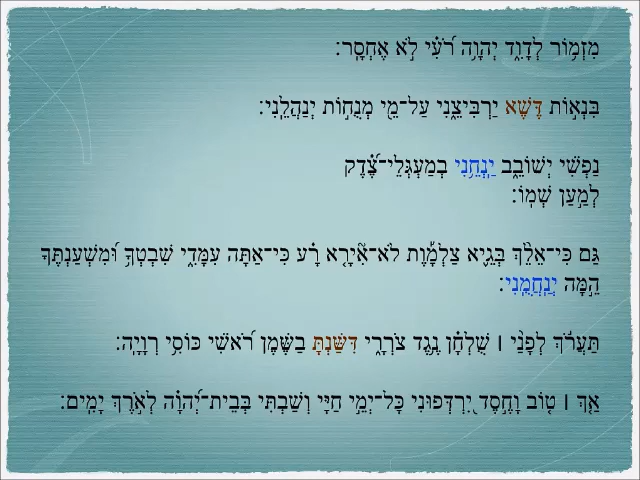 מִזְמ֥וֹר לְדָוִ֑ד יְהוָ֥ה רֹ֝עִ֗י לֹ֣א אֶחְסָֽר׃
בִּנְא֣וֹת דֶּ֭שֶׁא יַרְבִּיצֵ֑נִי עַל־מֵ֖י מְנֻח֣וֹת יְנַהֲלֵֽנִי׃
נַפְשִׁ֥י יְשׁוֹבֵ֑ב יַֽנְחֵ֥נִי בְמַעְגְּלֵי־צֶ֝֗דֶק
לְמַ֣עַן שְׁמֽוֹ׃
גַּ֤ם כִּֽי־אֵלֵ֨ךְ בְּגֵ֪יא צַלְמָ֡וֶת לֹא־אִ֘ירָ֤א רָ֗ע כִּי־אַתָּ֥ה עִמָּדִ֑י שִׁבְטְךָ֥ וּ֝מִשְׁעַנְתֶּ֗ךָ
הֵ֣מָּה יְנַֽחֲמֻֽנִי׃
תַּעֲרֹ֬ךְ לְפָנַ֨י ׀ שֻׁלְחָ֗ן נֶ֥גֶד צֹרְרָ֑י דִּשַּׁ֖נְתָּ בַשֶּׁ֥מֶן רֹ֝אשִׁ֗י כּוֹסִ֥י רְוָיָֽה׃
אַ֤ךְ ׀ ט֤וֹב וָחֶ֣סֶד יִ֭רְדְּפוּנִי כָּל־יְמֵ֣י חַיָּ֑י וְשַׁבְתִּ֥י בְּבֵית־יְ֝הוָ֗ה לְאֹ֣רֶךְ יָמִֽים׃